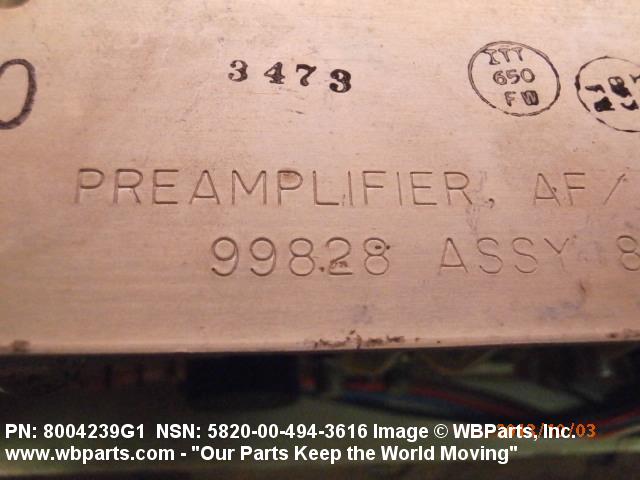 3473
ITT
650
FW
PREAMPLIFIER, AF/
99828 ASSY 8
PN: 8004239G1 NSN: 5820-00-494-3616 Image © WBParts, Inc.
www.wbparts.com - "Our Parts Keep the World Moving"